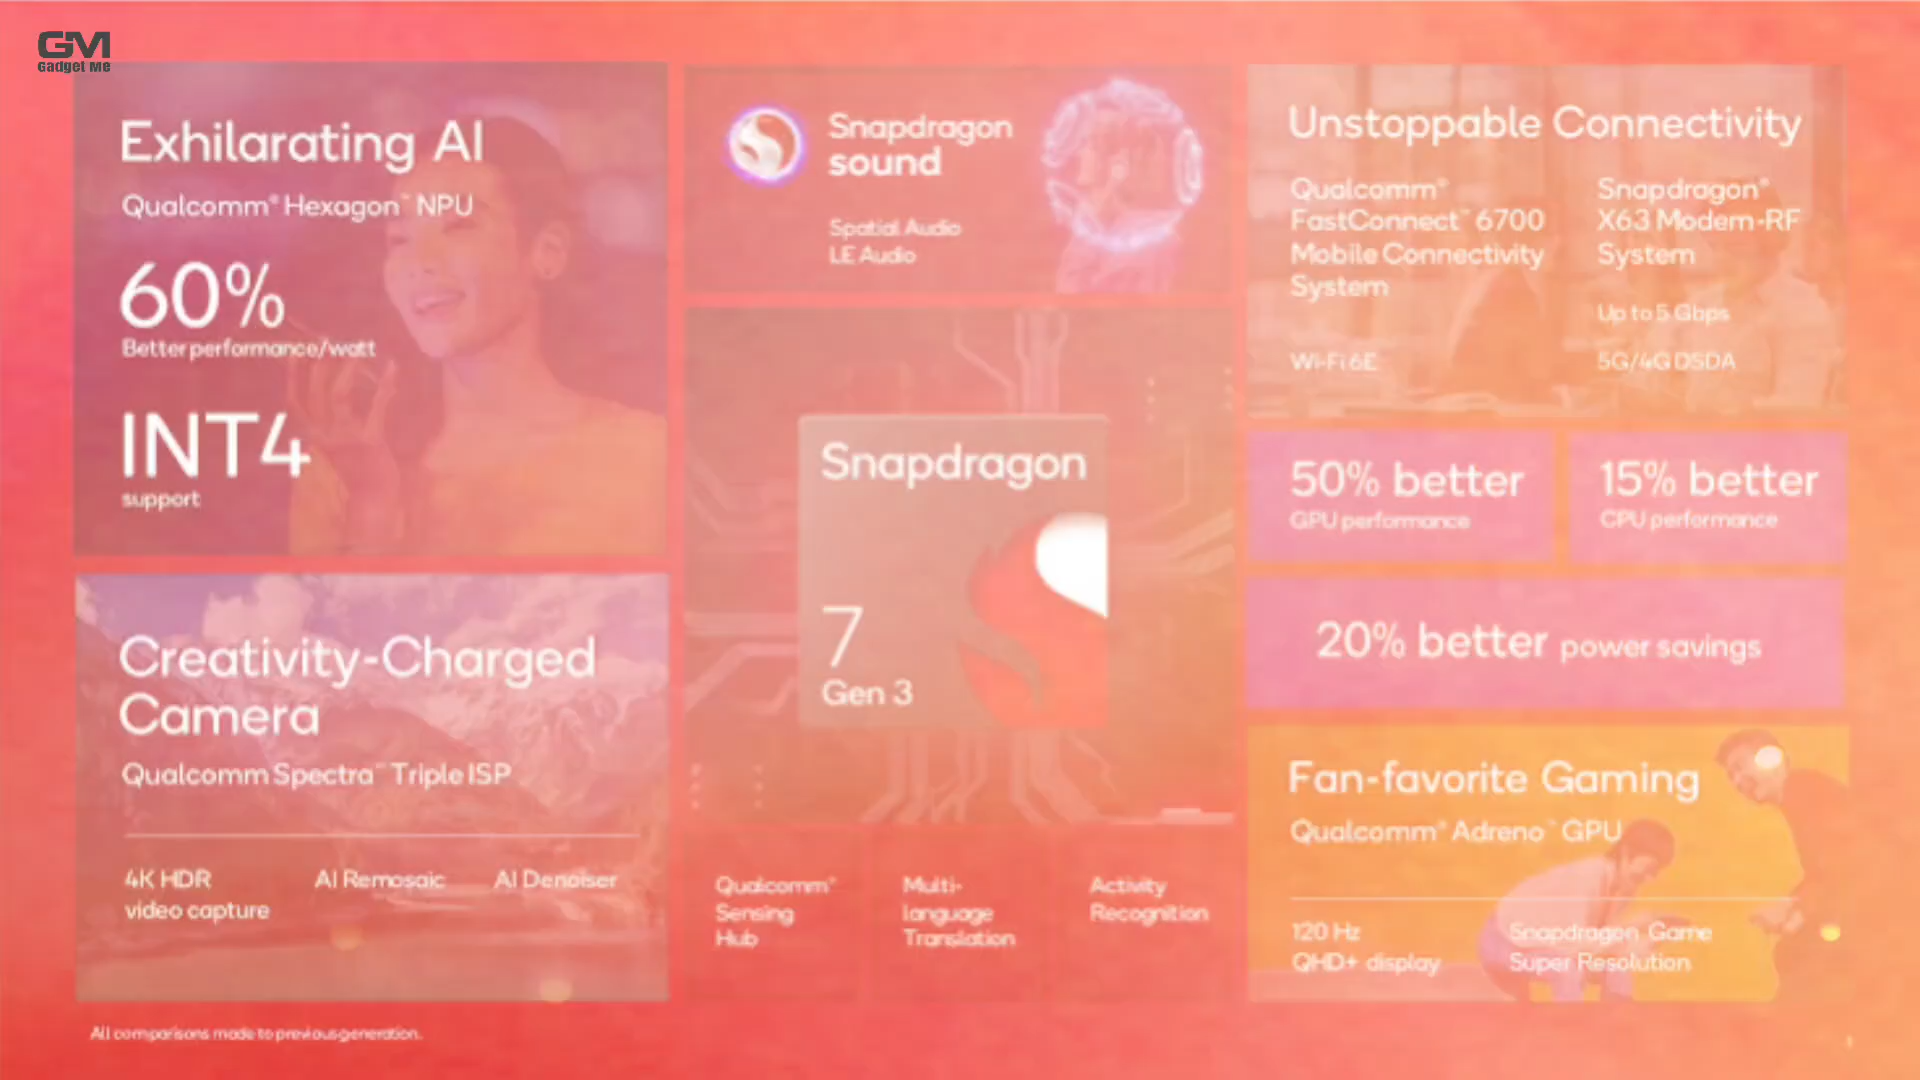 GM
Gadget Me
Exhilarating AI
Qualcomm® Hexagon™ NPU
60%
Better performance/watt
INT4
support
Creativity-Charged
Camera
Qualcomm Spectra™ Triple ISP
4K HDR
video capture
AI Remosaic
AI Denoiser
Snapdragon
sound
Spatial Audio
LE Audio
Snapdragon
7
Gen 3
Qualcomm®
Sensing
Hub
Multi-
language
Translation
Activity
Recognition
Unstoppable Connectivity
Qualcomm®
FastConnect™ 6700
Mobile Connectivity
System
Wi-Fi 6E
Snapdragon®
X63 Modem-RF
System
Up to 5 Gbps
5G/4G DSDA
50% better
GPU performance
15% better
CPU performance
20% better power savings
Fan-favorite Gaming
Qualcomm® Adreno™ GPU
120 Hz
QHD+ display
Snapdragon Game
Super Resolution
All comparisons made to previous generation.